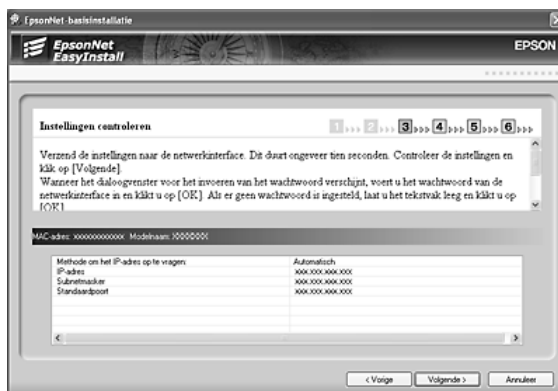 EpsonNet-basisinstallatie
EpsonNet
EasyInstall
EPSON
Instellingen controleren
1 >>> 2 >>> 3 >>> 4 >>> 5 >>> 6 >>>
Verzend de instellingen naar de netwerkinterface. Dit duurt ongeveer tien seconden. Controleer de instellingen en
klik op [Volgende].
Wanneer het dialoogvenster voor het invoeren van het wachtwoord verschijnt, voert u het wachtwoord van de
netwerkinterface in en klikt u op [OK]. Als er geen wachtwoord is ingesteld, laat u het tekstvak leeg en klikt u op
[OK].
MAC-adres: xxxxxxxxxxxx Modelnaam: XXXXXXX
Methode om het IP-adres op te vragen: Automatisch
IP-adres xxx.xxx.xxx.xxx
Subnetmasker xxx.xxx.xxx.xxx
Standaardpoort xxx.xxx.xxx.xxx
< Vorige Volgende > Annuleer